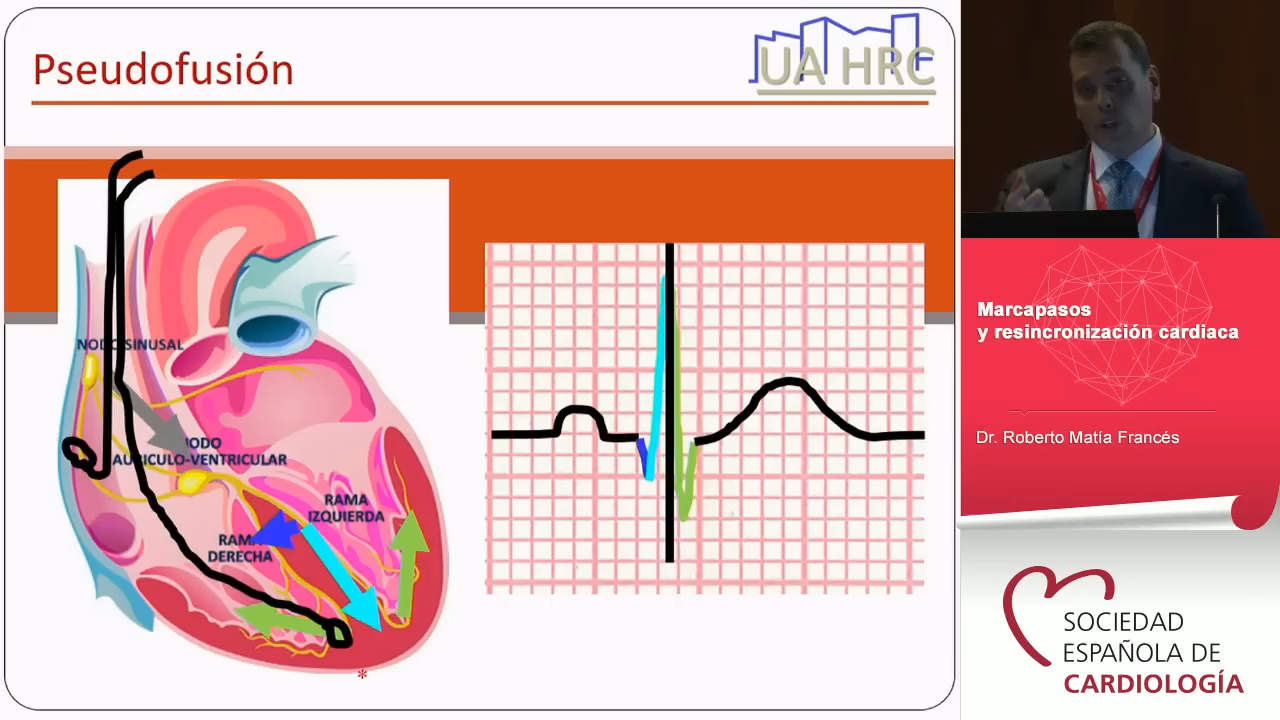 Pseudofusión
UA HRC
NODO SINUSAL
NODO
AURICULO-VENTRICULAR
RAMA
IZQUIERDA
RAMA
DERECHA
*
Marcapasos
y resincronización cardiaca
Dr. Roberto Matía Francés
SOCIEDAD
ESPAÑOLA DE
CARDIOLOGÍA